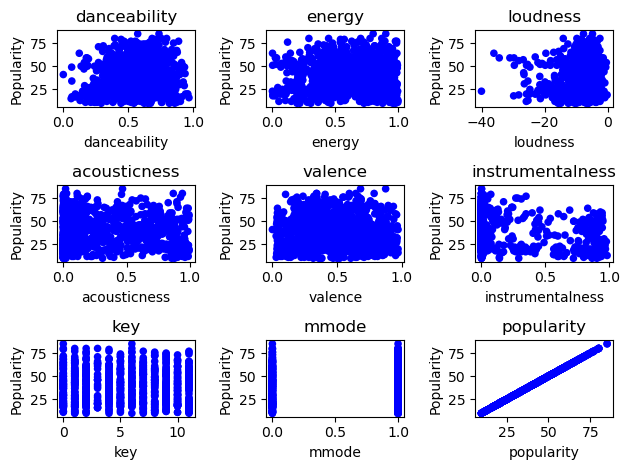 danceability energy loudness
Popularity 75 50 25 Popularity 75 50 25 Popularity 75 50 25
0.0 0.5 1.0 0.0 0.5 1.0 −40 −20 0
danceability energy loudness
acousticness valence instrumentalness
Popularity 75 50 25 Popularity 75 50 25 Popularity 75 50 25
0.0 0.5 1.0 0.0 0.5 1.0 0.0 0.5 1.0
acousticness valence instrumentalness
key mmode popularity
Popularity 75 50 25 Popularity 75 50 25 Popularity 75 50 25
0 5 10 0.0 0.5 1.0 25 50 75
key mmode popularity